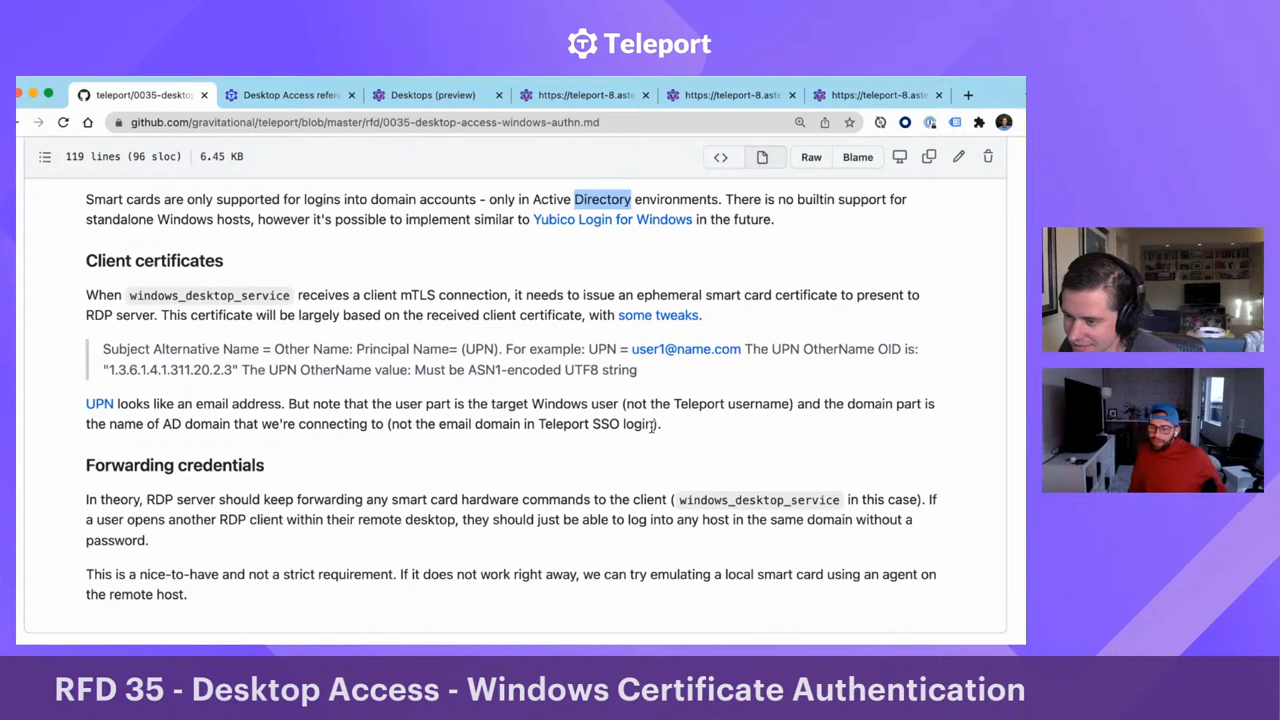 Teleport
teleport/0035-deskto
Desktop Access refere
Desktops (preview)
https://teleport-8.aste
https://teleport-8.aste
https://teleport-8.aste
github.com/gravitational/teleport/blob/master/rfd/0035-desktop-access-windows-authn.md
119 lines (96 sloc) 6.45 KB
Raw
Blame
Smart cards are only supported for logins into domain accounts - only in Active Directory environments. There is no builtin support for
standalone Windows hosts, however it's possible to implement similar to Yubico Login for Windows in the future.
Client certificates
When windows_desktop_service receives a client mTLS connection, it needs to issue an ephemeral smart card certificate to present to
RDP server. This certificate will be largely based on the received client certificate, with some tweaks.
Subject Alternative Name = Other Name: Principal Name= (UPN). For example: UPN = user1@name.com The UPN OtherName OID is:
"1.3.6.1.4.1.311.20.2.3" The UPN OtherName value: Must be ASN1-encoded UTF8 string
UPN looks like an email address. But note that the user part is the target Windows user (not the Teleport username) and the domain part is
the name of AD domain that we're connecting to (not the email domain in Teleport SSO login).
Forwarding credentials
In theory, RDP server should keep forwarding any smart card hardware commands to the client ( windows_desktop_service in this case). If
a user opens another RDP client within their remote desktop, they should just be able to log into any host in the same domain without a
password.
This is a nice-to-have and not a strict requirement. If it does not work right away, we can try emulating a local smart card using an agent on
the remote host.
RFD 35 - Desktop Access - Windows Certificate Authentication